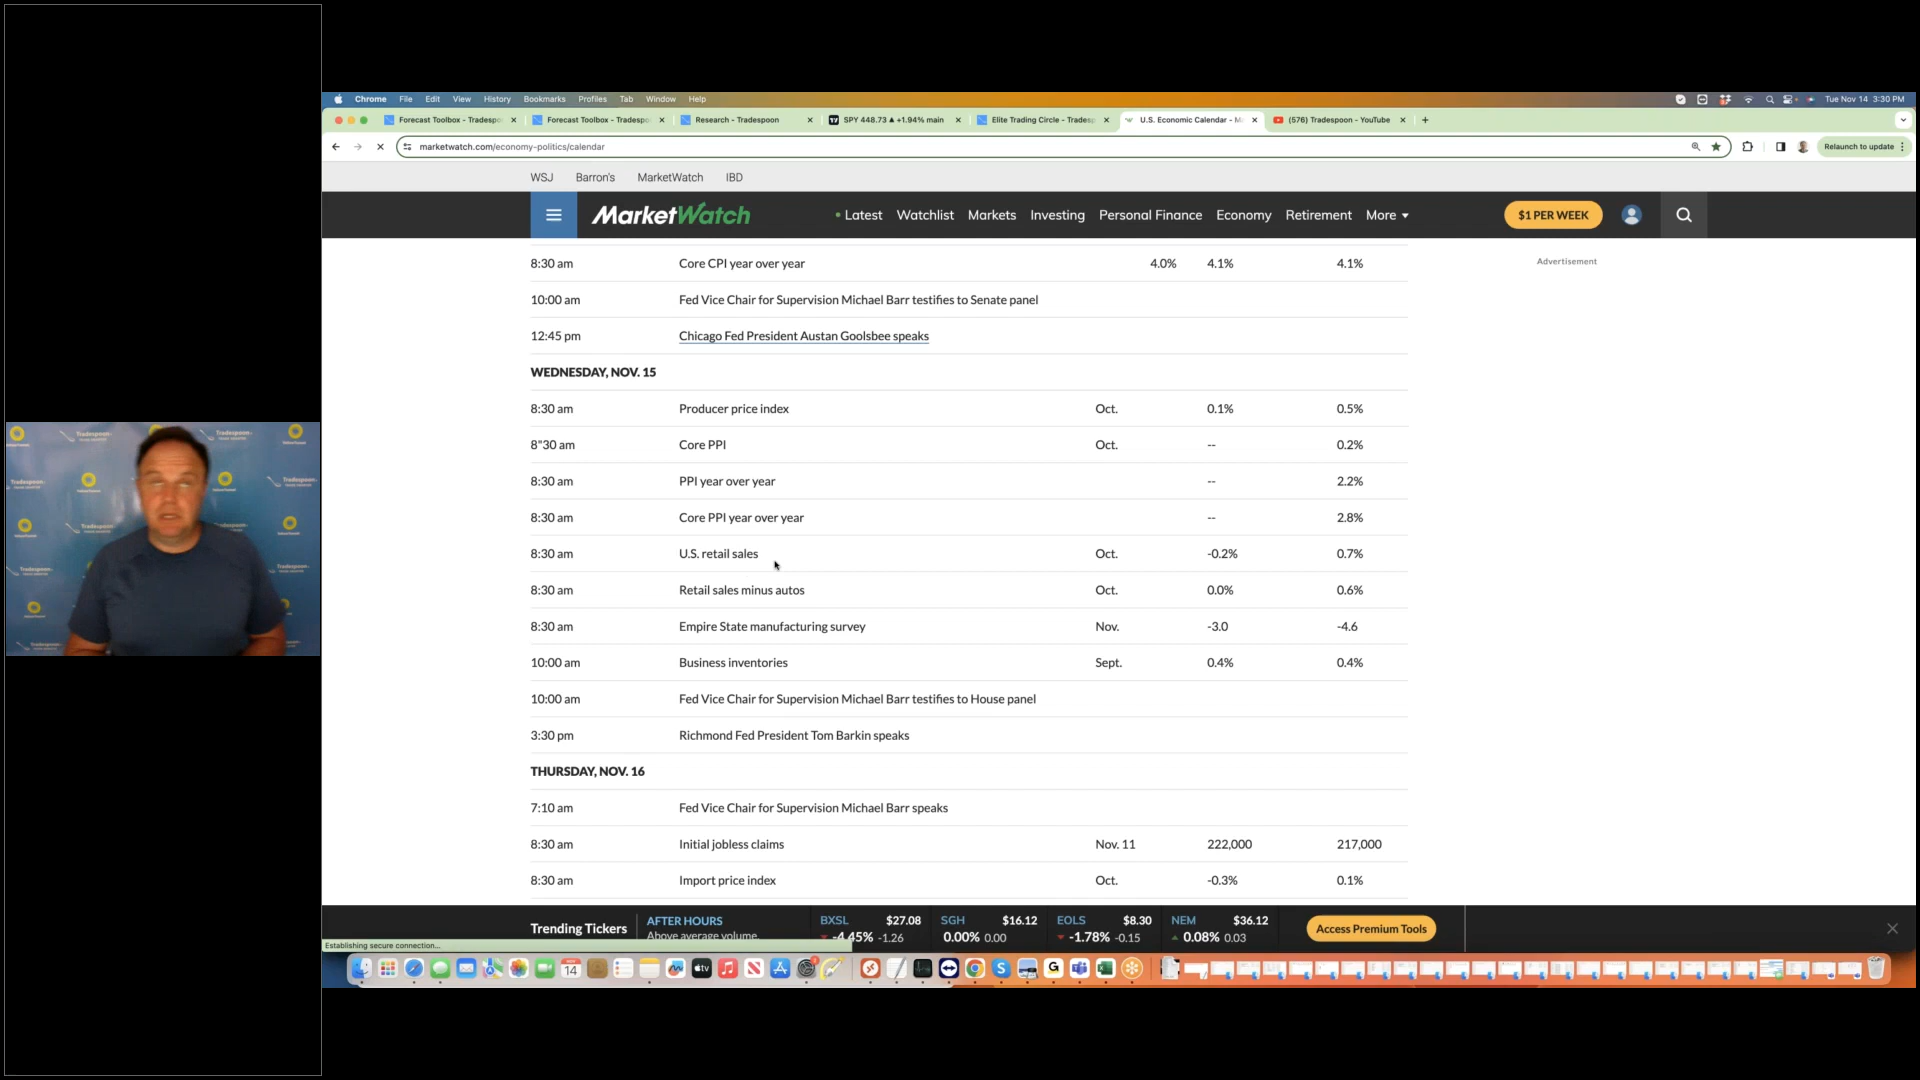 Chrome File Edit View History Bookmarks Profiles Tab Window Help Tue Nov 14 3:30 PM
Forecast Toolbox - Tradespo Forecast Toolbox - Tradespo Research - Tradespoon SPY 448.73 ▲ +1.94% main Elite Trading Circle - Tradesp U.S. Economic Calendar - M (576) Tradespoon - YouTube
marketwatch.com/economy-politics/calendar Relaunch to update
WSJ Barron's MarketWatch IBD
MarketWatch Latest Watchlist Markets Investing Personal Finance Economy Retirement More $1 PER WEEK
8:30 am Core CPI year over year 4.0% 4.1% 4.1%
Advertisement
10:00 am Fed Vice Chair for Supervision Michael Barr testifies to Senate panel
12:45 pm Chicago Fed President Austan Goolsbee speaks
WEDNESDAY, NOV. 15
8:30 am Producer price index Oct. 0.1% 0.5%
8"30 am Core PPI Oct. -- 0.2%
8:30 am PPI year over year -- 2.2%
8:30 am Core PPI year over year -- 2.8%
8:30 am U.S. retail sales Oct. -0.2% 0.7%
8:30 am Retail sales minus autos Oct. 0.0% 0.6%
8:30 am Empire State manufacturing survey Nov. -3.0 -4.6
10:00 am Business inventories Sept. 0.4% 0.4%
10:00 am Fed Vice Chair for Supervision Michael Barr testifies to House panel
3:30 pm Richmond Fed President Tom Barkin speaks
THURSDAY, NOV. 16
7:10 am Fed Vice Chair for Supervision Michael Barr speaks
8:30 am Initial jobless claims Nov. 11 222,000 217,000
8:30 am Import price index Oct. -0.3% 0.1%
Trending Tickers
AFTER HOURS
Above average volume.
BXSL $27.08
-4.45% -1.26
SGH $16.12
0.00% 0.00
EOLS $8.30
-1.78% -0.15
NEM $36.12
0.08% 0.03
Access Premium Tools
Establishing secure connection...
14
Tradespoon
Tradespoon
Tradespoon
Tradespoon